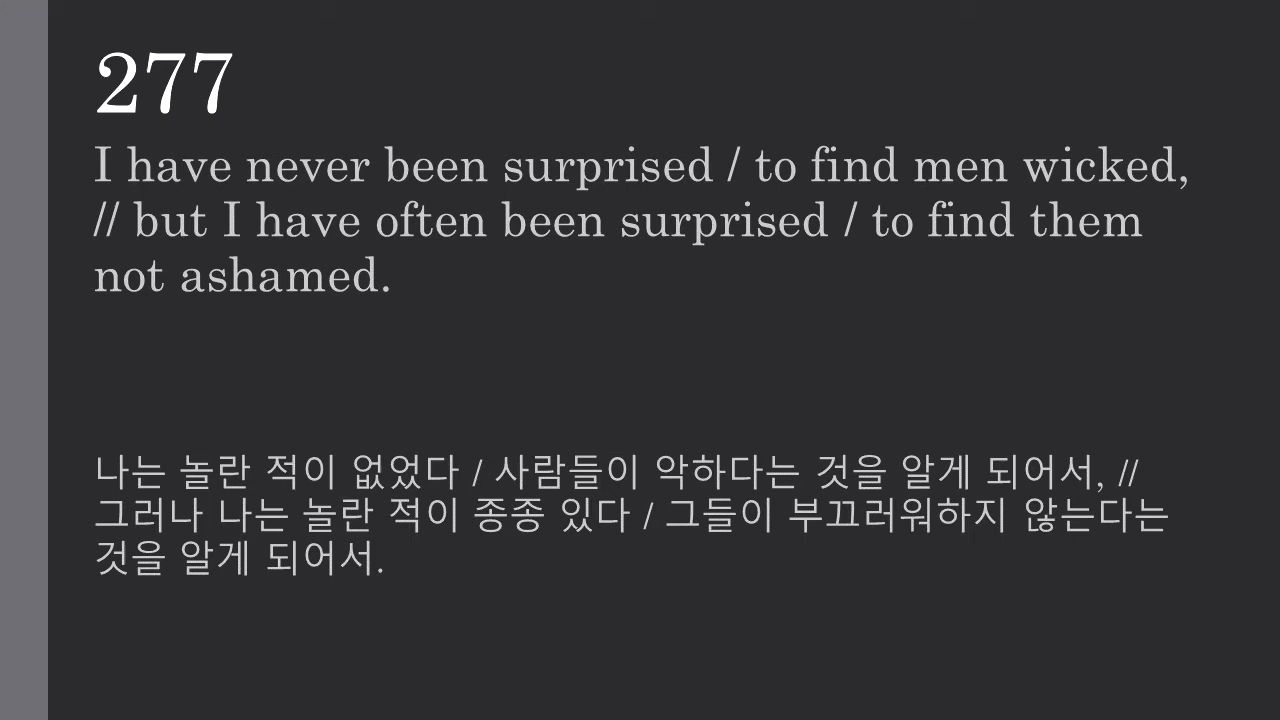 277
I have never been surprised / to find men wicked,
// but I have often been surprised / to find them
not ashamed.
나는 놀란 적이 없었다 / 사람들이 악하다는 것을 알게 되어서, //
그러나 나는 놀란 적이 종종 있다 / 그들이 부끄러워하지 않는다는
것을 알게 되어서.